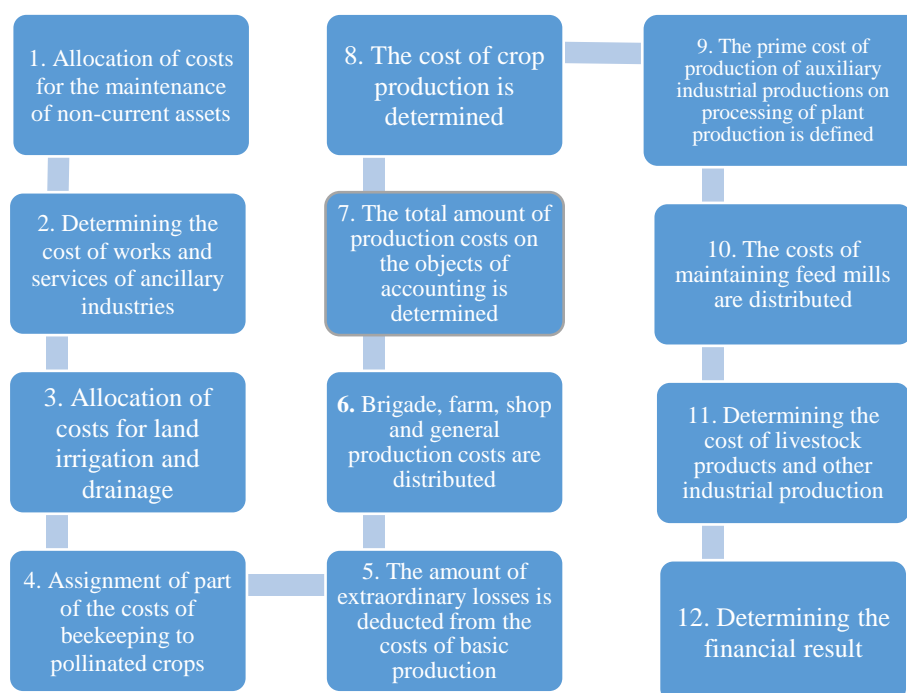 1. Allocation of costs
for the maintenance
of non-current assets
2. Determining the
cost of works and
services of ancillary
industries
3. Allocation of
costs for land
irrigation and
drainage
4. Assignment of part
of the costs of
beekeeping to
pollinated crops
5. The amount of
extraordinary losses is
deducted from the
costs of basic
production
6. Brigade, farm, shop
and general
production costs are
distributed
7. The total amount of
production costs on
the objects of
accounting is
determined
8. The cost of crop
production is
determined
9. The prime cost of
production of auxiliary
industrial productions on
processing of plant
production is defined
10. The costs of
maintaining feed mills
are distributed
11. Determining the
cost of livestock
products and other
industrial production
12. Determining the
financial result